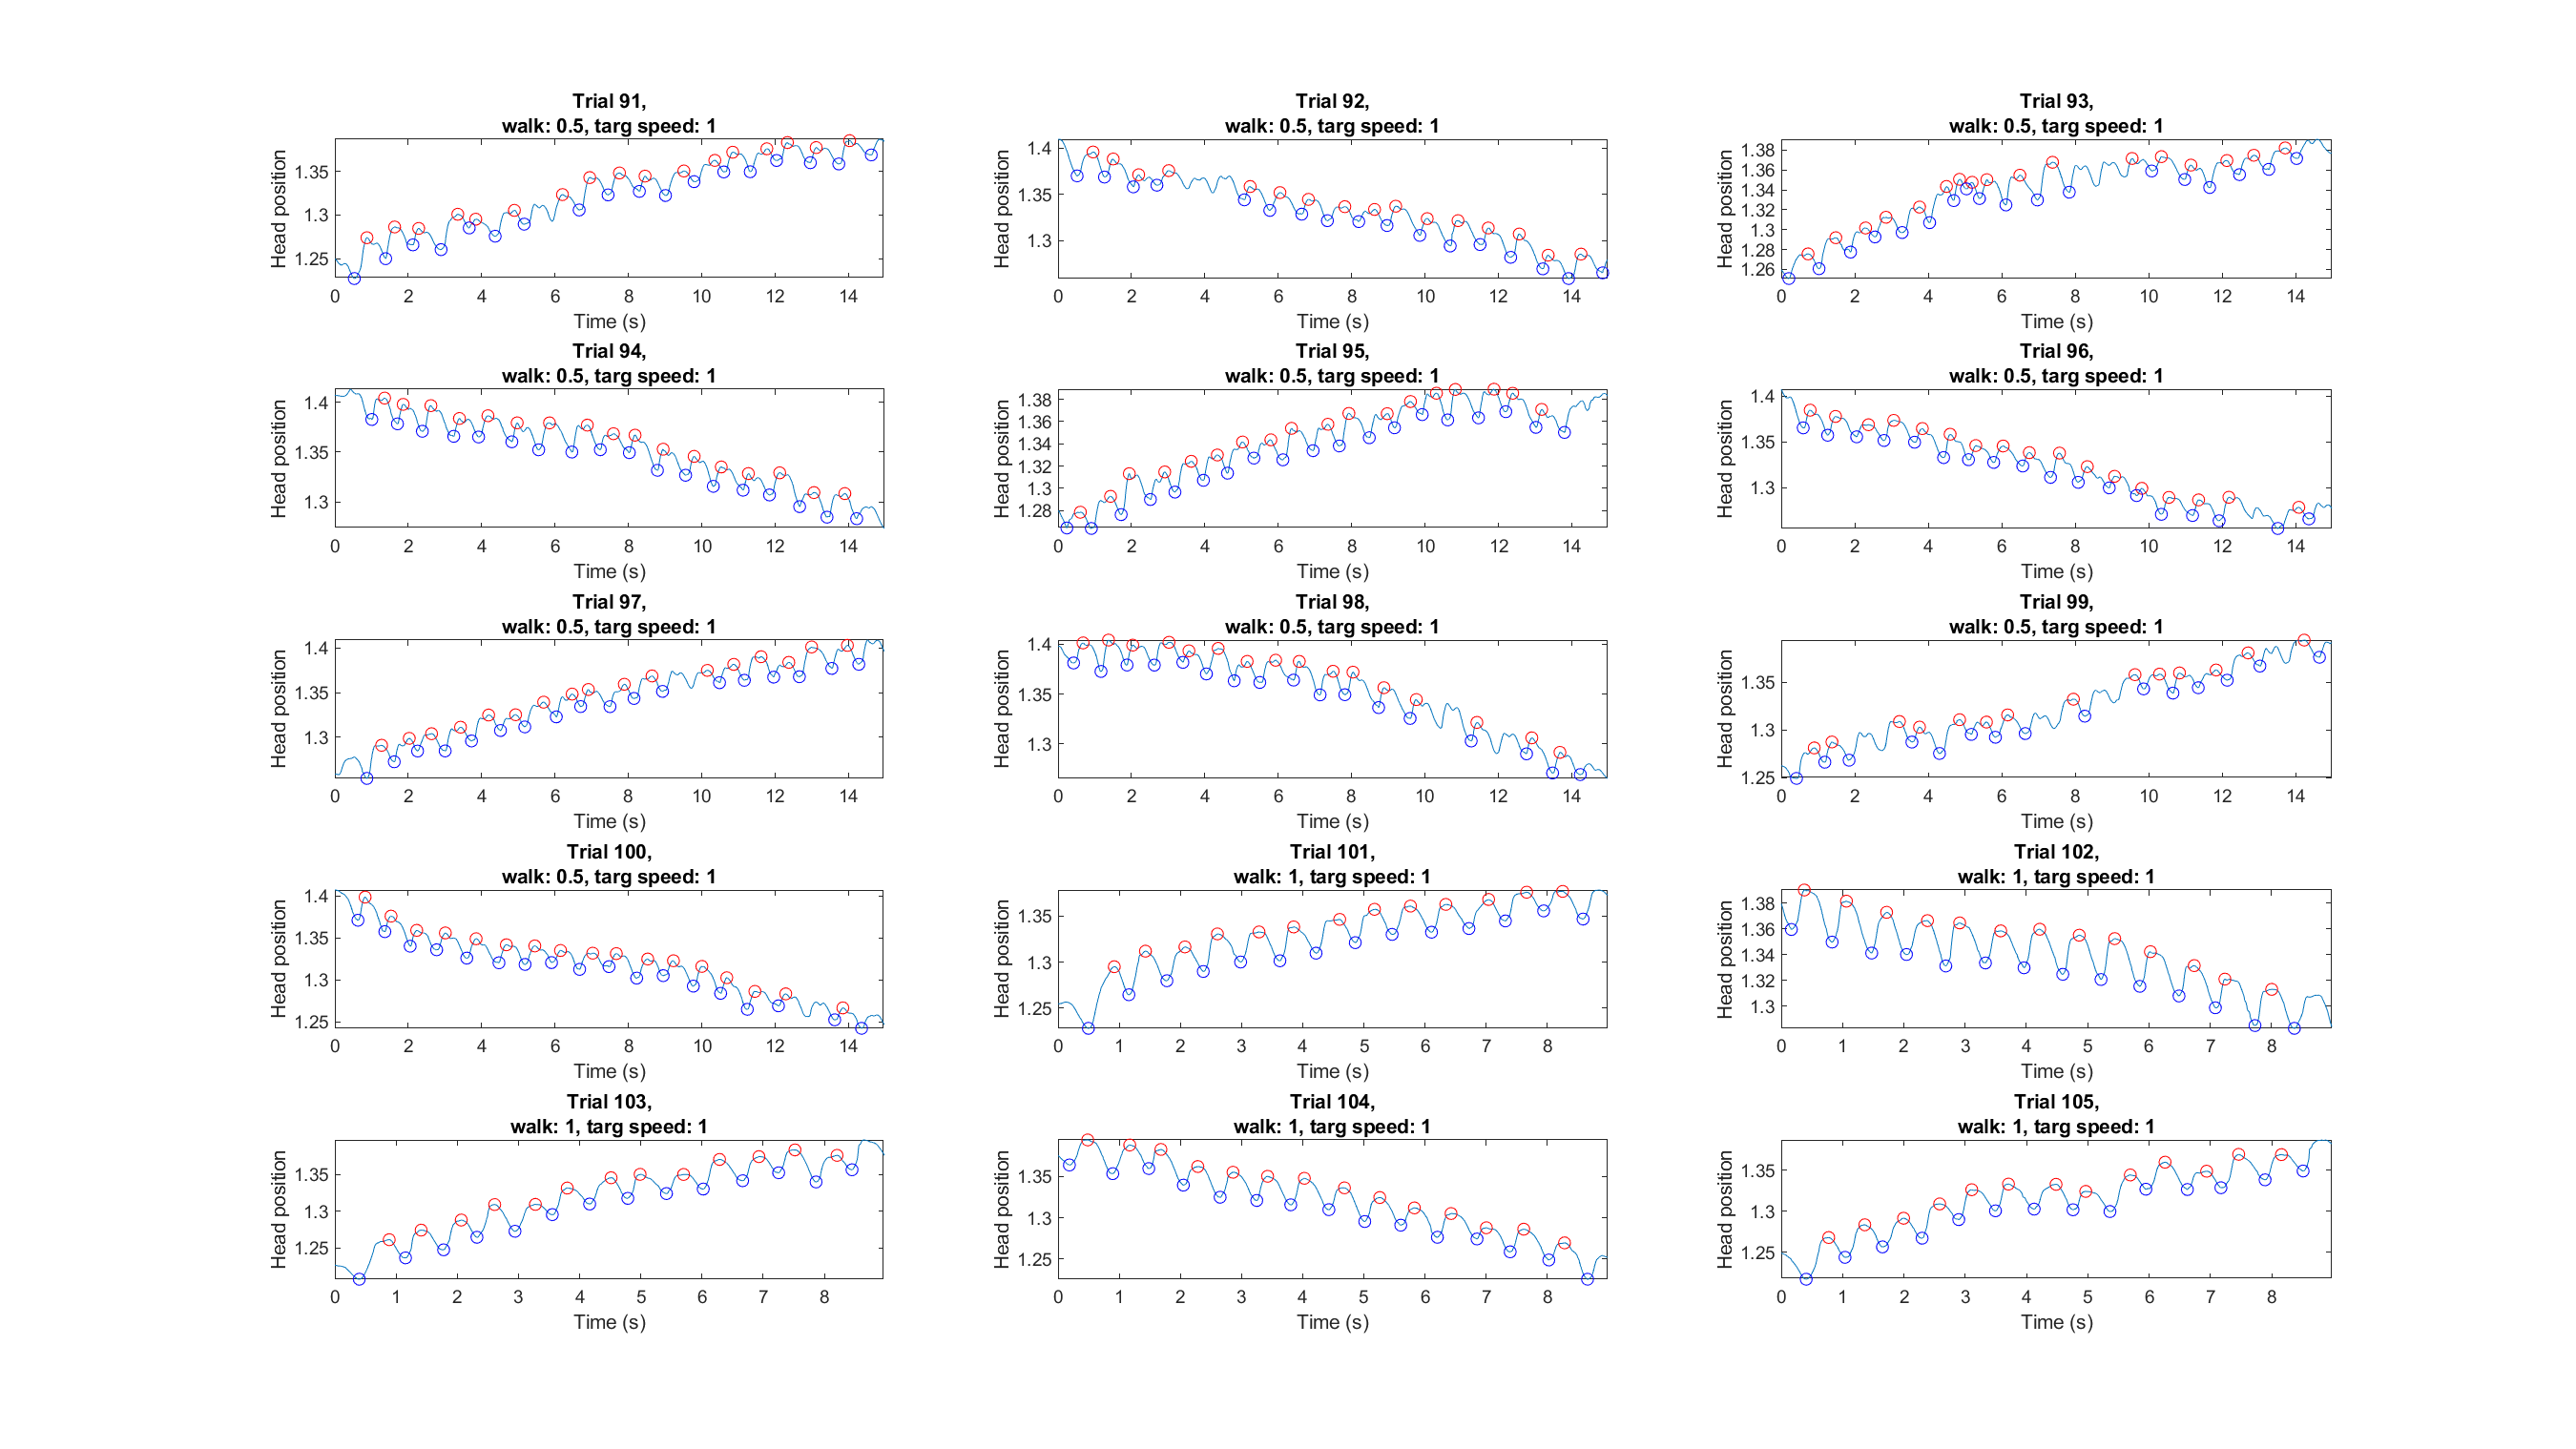 Trial 91,
walk: 0.5, targ speed: 1
Head position
1.35
1.3
1.25
0 2 4 6 8 10 12 14
Time (s)
Trial 92,
walk: 0.5, targ speed: 1
Head position
1.4
1.35
1.3
0 2 4 6 8 10 12 14
Time (s)
Trial 93,
walk: 0.5, targ speed: 1
Head position
1.38
1.36
1.34
1.32
1.3
1.28
1.26
0 2 4 6 8 10 12 14
Time (s)
Trial 94,
walk: 0.5, targ speed: 1
Head position
1.4
1.35
1.3
0 2 4 6 8 10 12 14
Time (s)
Trial 95,
walk: 0.5, targ speed: 1
Head position
1.38
1.36
1.34
1.32
1.3
1.28
0 2 4 6 8 10 12 14
Time (s)
Trial 96,
walk: 0.5, targ speed: 1
Head position
1.4
1.35
1.3
0 2 4 6 8 10 12 14
Time (s)
Trial 97,
walk: 0.5, targ speed: 1
Head position
1.4
1.35
1.3
0 2 4 6 8 10 12 14
Time (s)
Trial 98,
walk: 0.5, targ speed: 1
Head position
1.4
1.35
1.3
0 2 4 6 8 10 12 14
Time (s)
Trial 99,
walk: 0.5, targ speed: 1
Head position
1.35
1.3
1.25
0 2 4 6 8 10 12 14
Time (s)
Trial 100,
walk: 0.5, targ speed: 1
Head position
1.4
1.35
1.3
1.25
0 2 4 6 8 10 12 14
Time (s)
Trial 101,
walk: 1, targ speed: 1
Head position
1.35
1.3
1.25
0 1 2 3 4 5 6 7 8
Time (s)
Trial 102,
walk: 1, targ speed: 1
Head position
1.38
1.36
1.34
1.32
1.3
0 1 2 3 4 5 6 7 8
Time (s)
Trial 103,
walk: 1, targ speed: 1
Head position
1.35
1.3
1.25
0 1 2 3 4 5 6 7 8
Time (s)
Trial 104,
walk: 1, targ speed: 1
Head position
1.35
1.3
1.25
0 1 2 3 4 5 6 7 8
Time (s)
Trial 105,
walk: 1, targ speed: 1
Head position
1.35
1.3
1.25
0 1 2 3 4 5 6 7 8
Time (s)